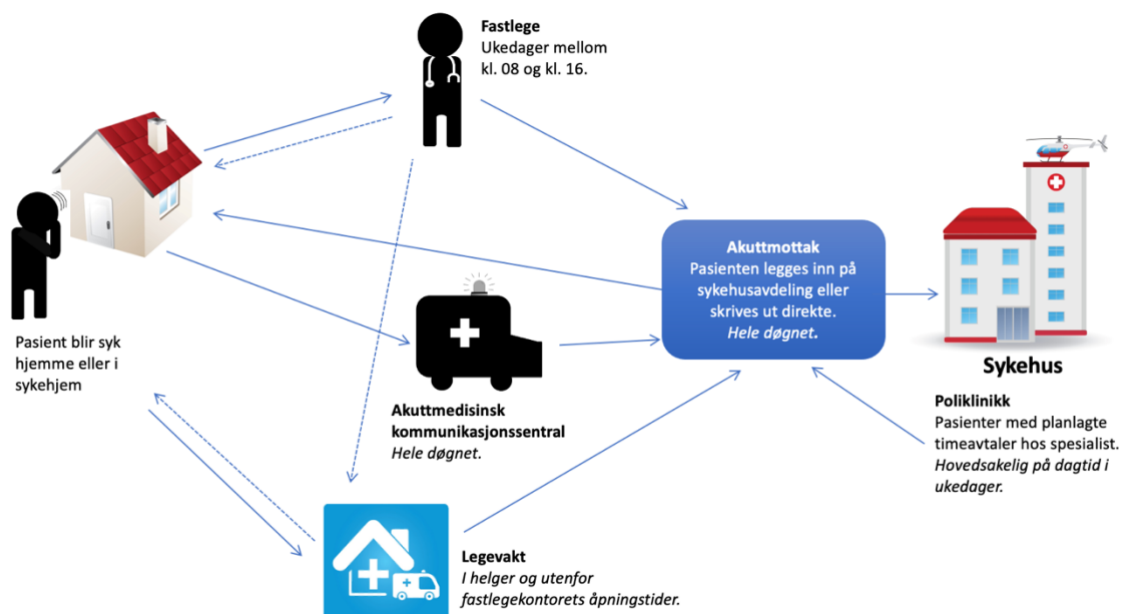 Fastlege
Ukedager mellom
kl. 08 og kl. 16.
Pasient blir syk
hjemme eller i
sykehjem
Akuttmedisinsk
kommunikasjonssentral
Hele døgnet.
Legevakt
I helger og utenfor
fastlegekontorets åpningstider.
Akuttmottak
Pasienten legges inn på
sykehusavdeling eller
skrives ut direkte.
Hele døgnet.
Sykehus
Poliklinikk
Pasienter med planlagte
timeavtaler hos spesialist.
Hovedsakelig på dagtid i
ukedager.